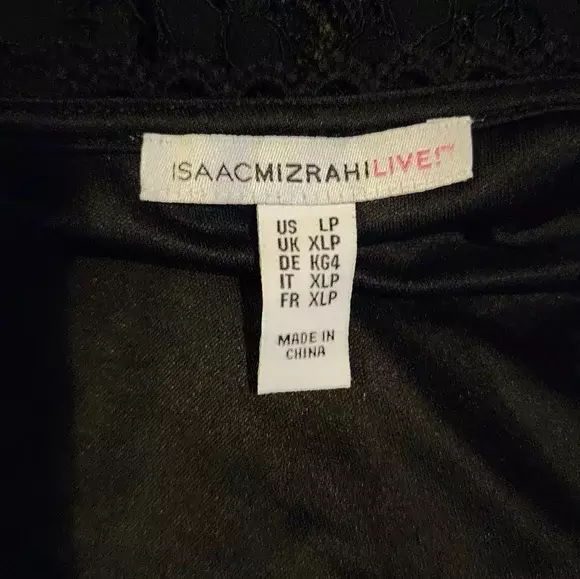 ISAACMIZRAHILIVE!™
US LP
UK XLP
DE KG4
IT XLP
FR XLP
MADE IN
CHINA